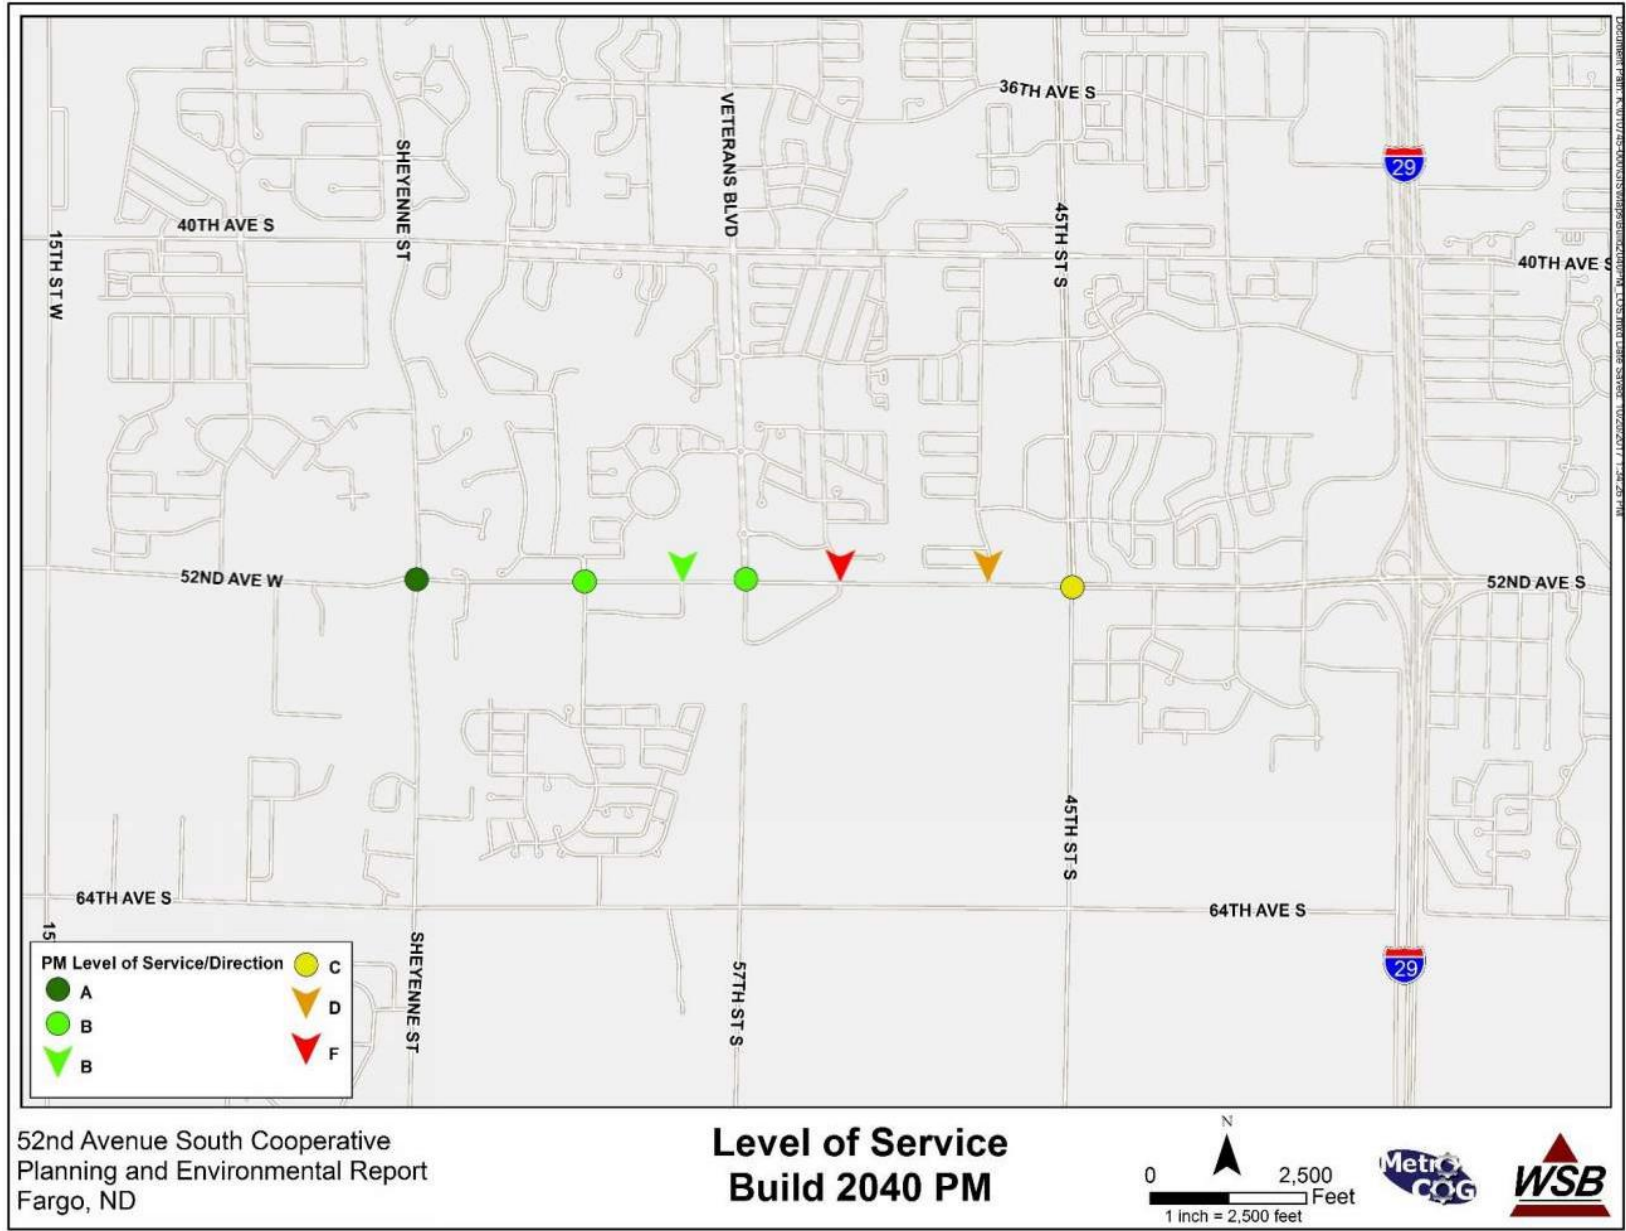 36TH AVE S
VETERANS BLVD
SHEYENNE ST
29
45TH ST S
40TH AVE S
15TH ST W
40TH AVE S
52ND AVE W
52ND AVE S
45TH ST S
64TH AVE S
64TH AVE S
15
SHEYENNE ST
57TH ST S
29
PM Level of Service/Direction
A
B
B
C
D
F
52nd Avenue South Cooperative
Planning and Environmental Report
Fargo, ND
Level of Service
Build 2040 PM
N
0 2,500
Feet
1 inch = 2,500 feet
Metro
COG
WSB